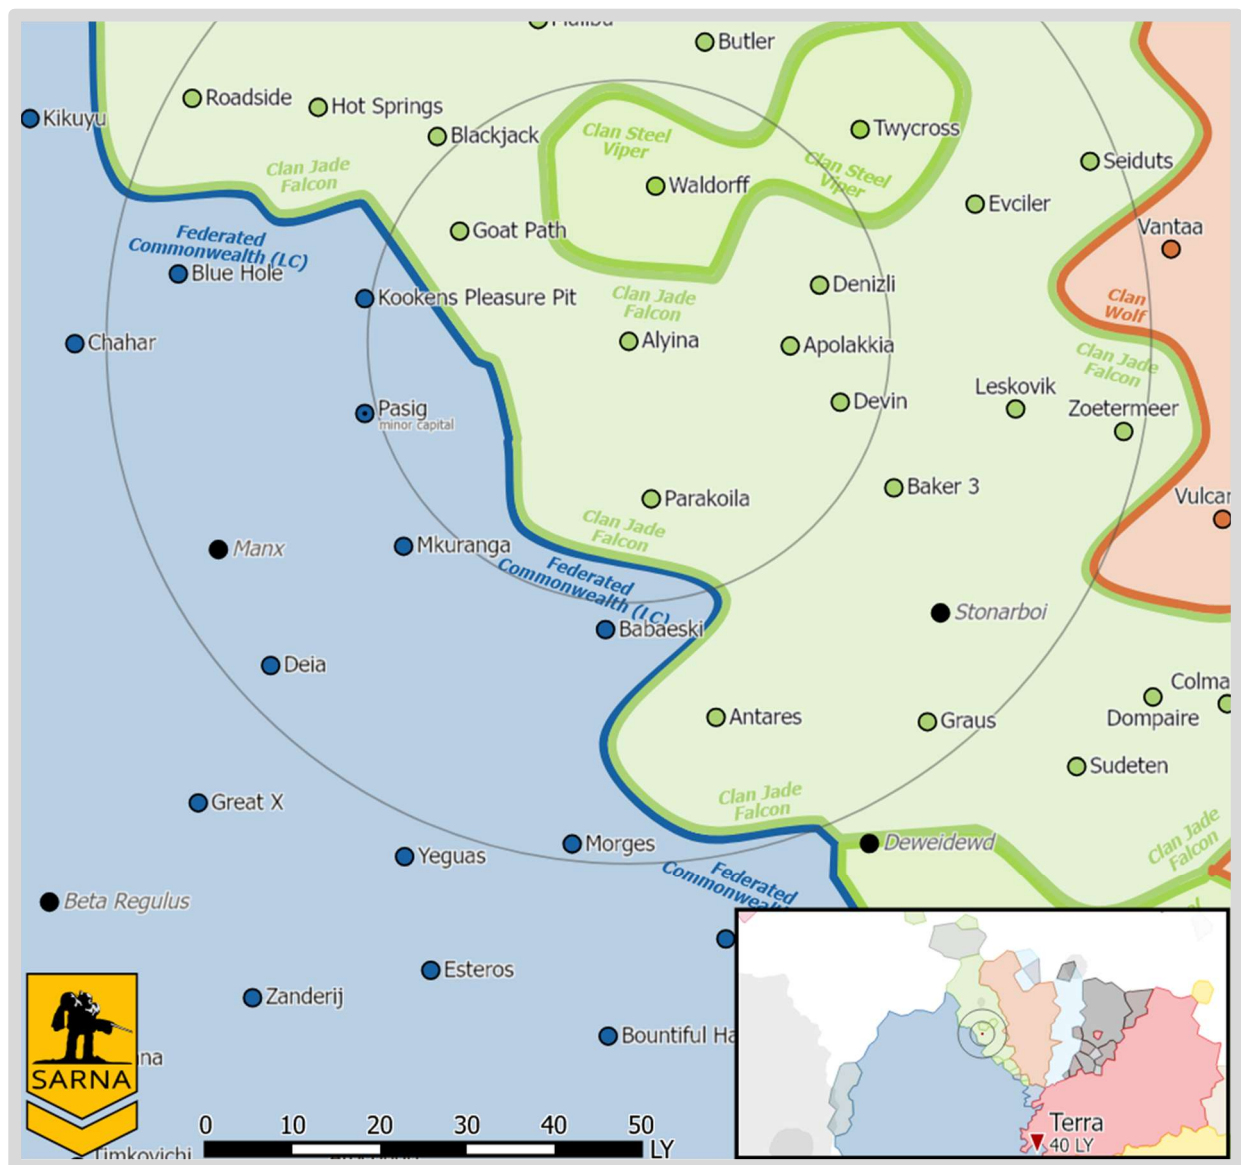 Butler
Roadside
Hot Springs
Kikuyu
Blackjack
Clan Steel
Viper
Twycross
Clan Steel
Viper
Seiduts
Clan Jade
Falcon
Waldorff
Evciler
Vantaa
Goat Path
Federated
Commonwealth (LC)
Blue Hole
Denizli
Kookens Pleasure Pit
Clan Jade
Falcon
Clan
Wolf
Chahar
Alyina
Apolakkia
Clan Jade
Falcon
Leskovik
Pasig
minor capital
Devin
Zoetermeer
Baker 3
Parakoila
Clan Jade
Falcon
Manx
Mkuranga
Federated
Commonwealth (LC)
Stonarboi
Babaeski
Deia
Colma
Antares
Graus
Dompaire
Sudeten
Clan Jade
Falcon
Great X
Morges
Deweidewd
Clan Jade
Falcon
Yeguas
Federated
Beta Regulus
Esteros
Zanderij
Bountiful Ha
SARNA
0 10 20 30 40 50
LY
Terra
40 LY